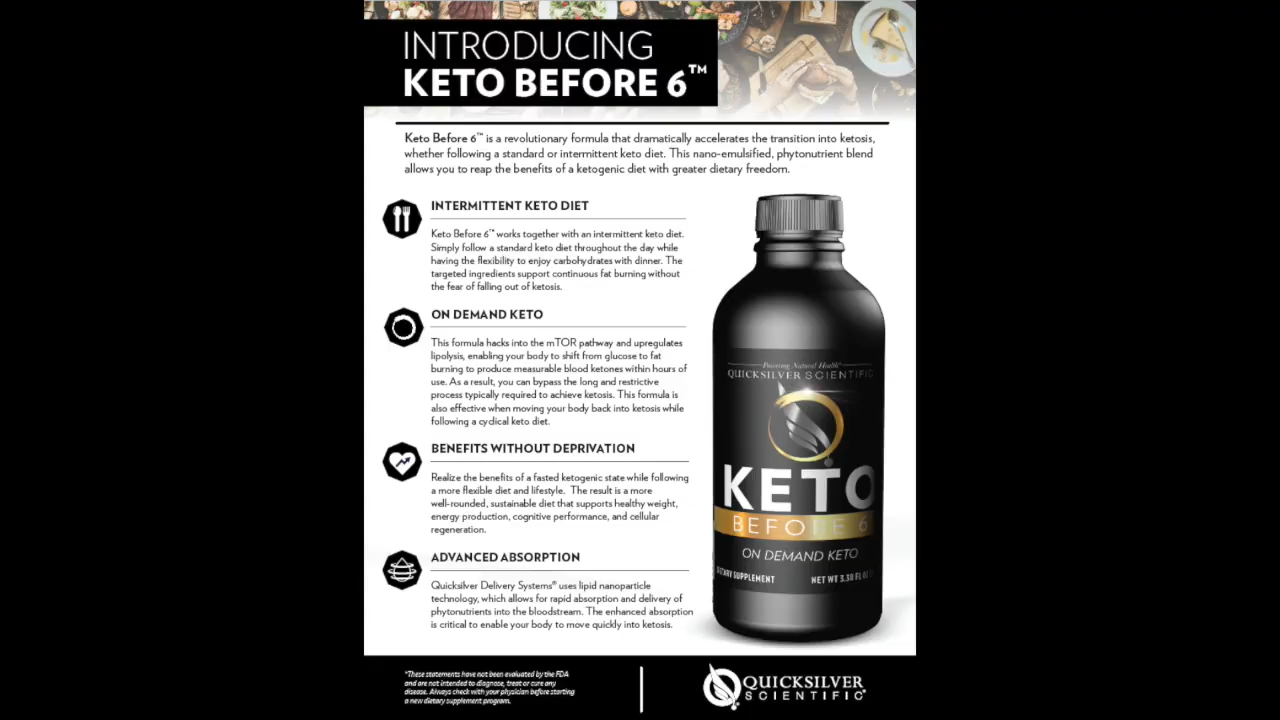 INTRODUCING
KETO BEFORE 6™
Keto Before 6™ is a revolutionary formula that dramatically accelerates the transition into ketosis,
whether following a standard or intermittent keto diet. This nano-emulsified, phytonutrient blend
allows you to reap the benefits of a ketogenic diet with greater dietary freedom.
INTERMITTENT KETO DIET
Keto Before 6™ works together with an intermittent keto diet.
Simply follow a standard keto diet throughout the day while
having the flexibility to enjoy carbohydrates with dinner. The
targeted ingredients support continuous fat burning without
the fear of falling out of ketosis.
ON DEMAND KETO
This formula hacks into the mTOR pathway and upregulates
lipolysis, enabling your body to shift from glucose to fat
burning to produce measurable blood ketones within hours of
use. As a result, you can bypass the long and restrictive
process typically required to achieve ketosis. This formula is
also effective when moving your body back into ketosis while
following a cyclical keto diet.
BENEFITS WITHOUT DEPRIVATION
Realize the benefits of a fasted ketogenic state while following
a more flexible diet and lifestyle. The result is a more
well-rounded, sustainable diet that supports healthy weight,
energy production, cognitive performance, and cellular
regeneration.
ADVANCED ABSORPTION
Quicksilver Delivery Systems® uses lipid nanoparticle
technology, which allows for rapid absorption and delivery of
phytonutrients into the bloodstream. The enhanced absorption
is critical to enable your body to move quickly into ketosis.
Powering Natural Health®
QUICKSILVER SCIENTIFIC
KETO
BEFORE 6
ON DEMAND KETO
DIETARY SUPPLEMENT NET WT 3.38 FL OZ
*These statements have not been evaluated by the FDA
and are not intended to diagnose, treat or cure any
disease. Always check with your physician before starting
a new dietary supplement program.
QUICKSILVER
SCIENTIFIC®